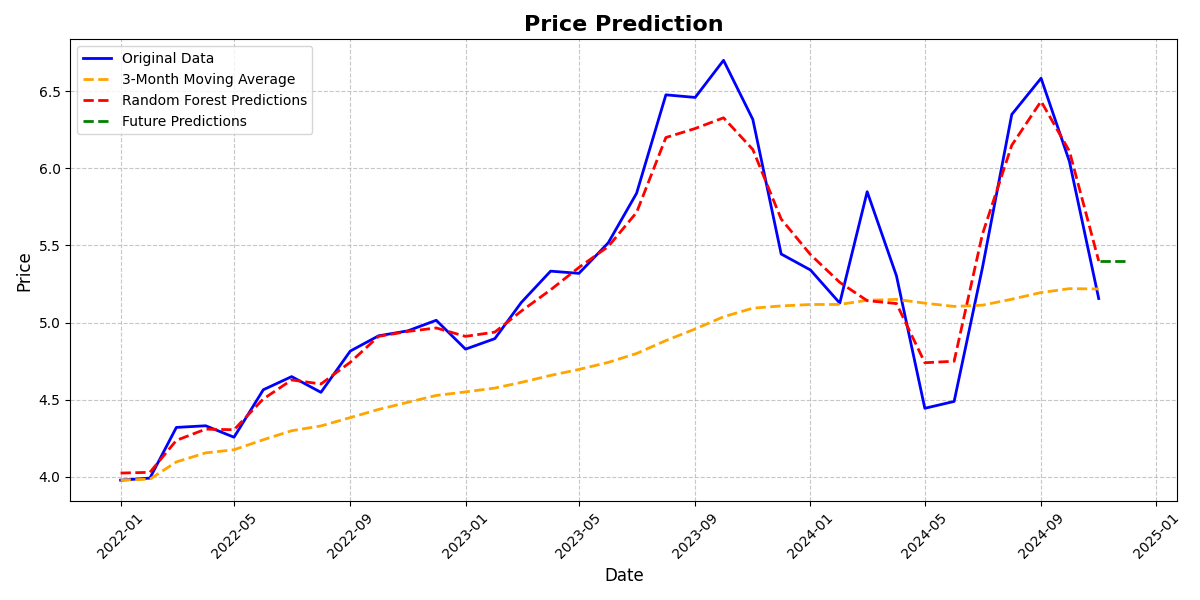 Price Prediction
Original Data
3-Month Moving Average
Random Forest Predictions
Future Predictions
Price
6.5
6.0
5.5
5.0
4.5
4.0
2022-01
2022-05
2022-09
2023-01
2023-05
2023-09
2024-01
2024-05
2024-09
2025-01
Date